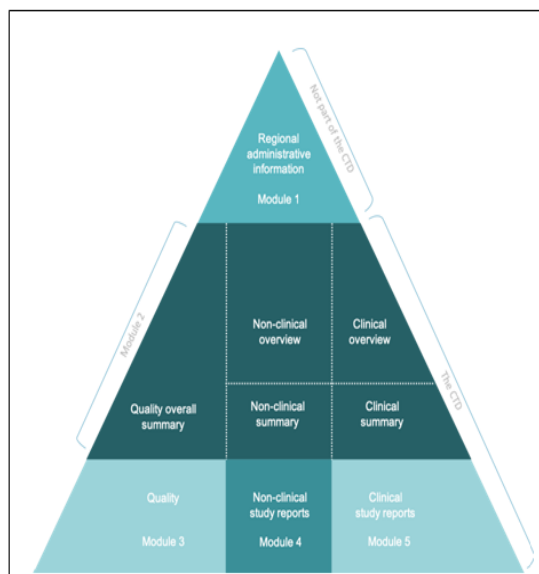 Not part of the CTD
Regional
administrative
information
Module 1
Module 2
The CTD
Non-clinical
overview
Clinical
overview
Quality overall
summary
Non-clinical
summary
Clinical
summary
Quality
Module 3
Non-clinical
study reports
Module 4
Clinical
study reports
Module 5